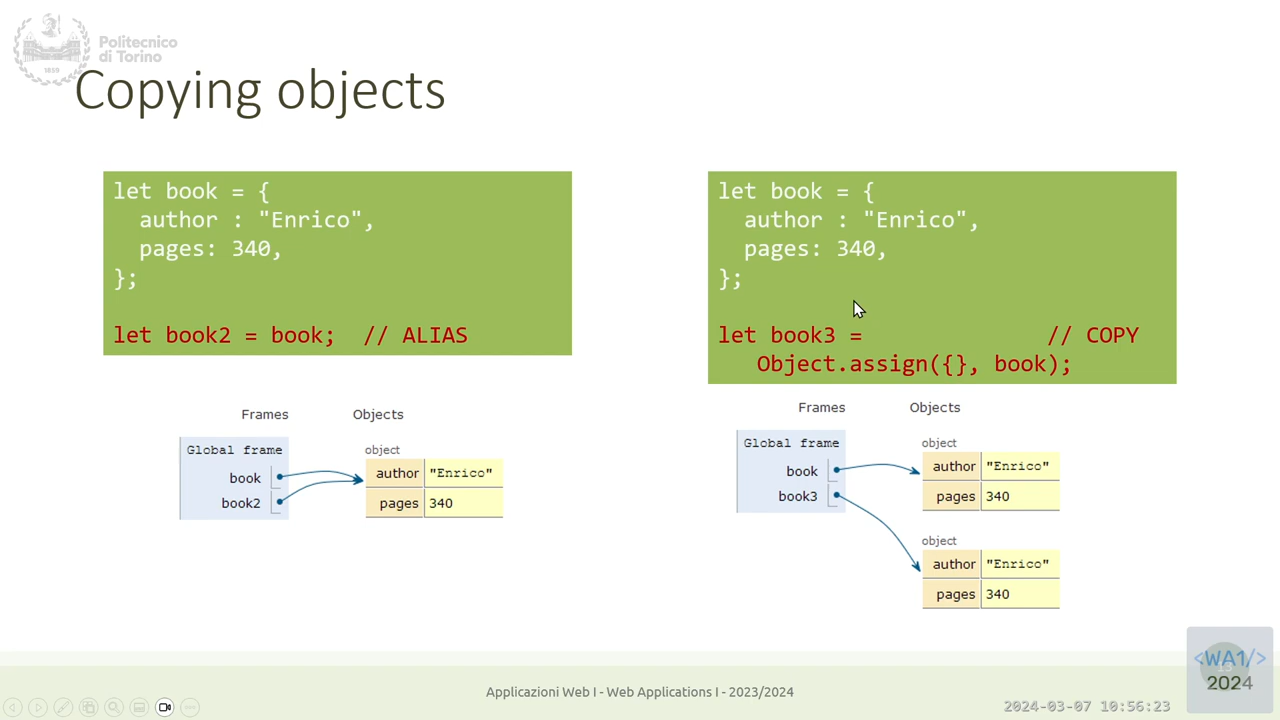 Politecnico
di Torino
1859
Copying objects
let book = {
author : "Enrico",
pages: 340,
};
let book2 = book; // ALIAS
let book = {
author : "Enrico",
pages: 340,
};
let book3 = // COPY
Object.assign({}, book);
Frames Objects
Global frame
book
book2
object
author "Enrico"
pages 340
Frames Objects
Global frame
book
book3
object
author "Enrico"
pages 340
object
author "Enrico"
pages 340
Applicazioni Web I - Web Applications I - 2023/2024
2024-03-07 10:56:23
<WA1/>
2024